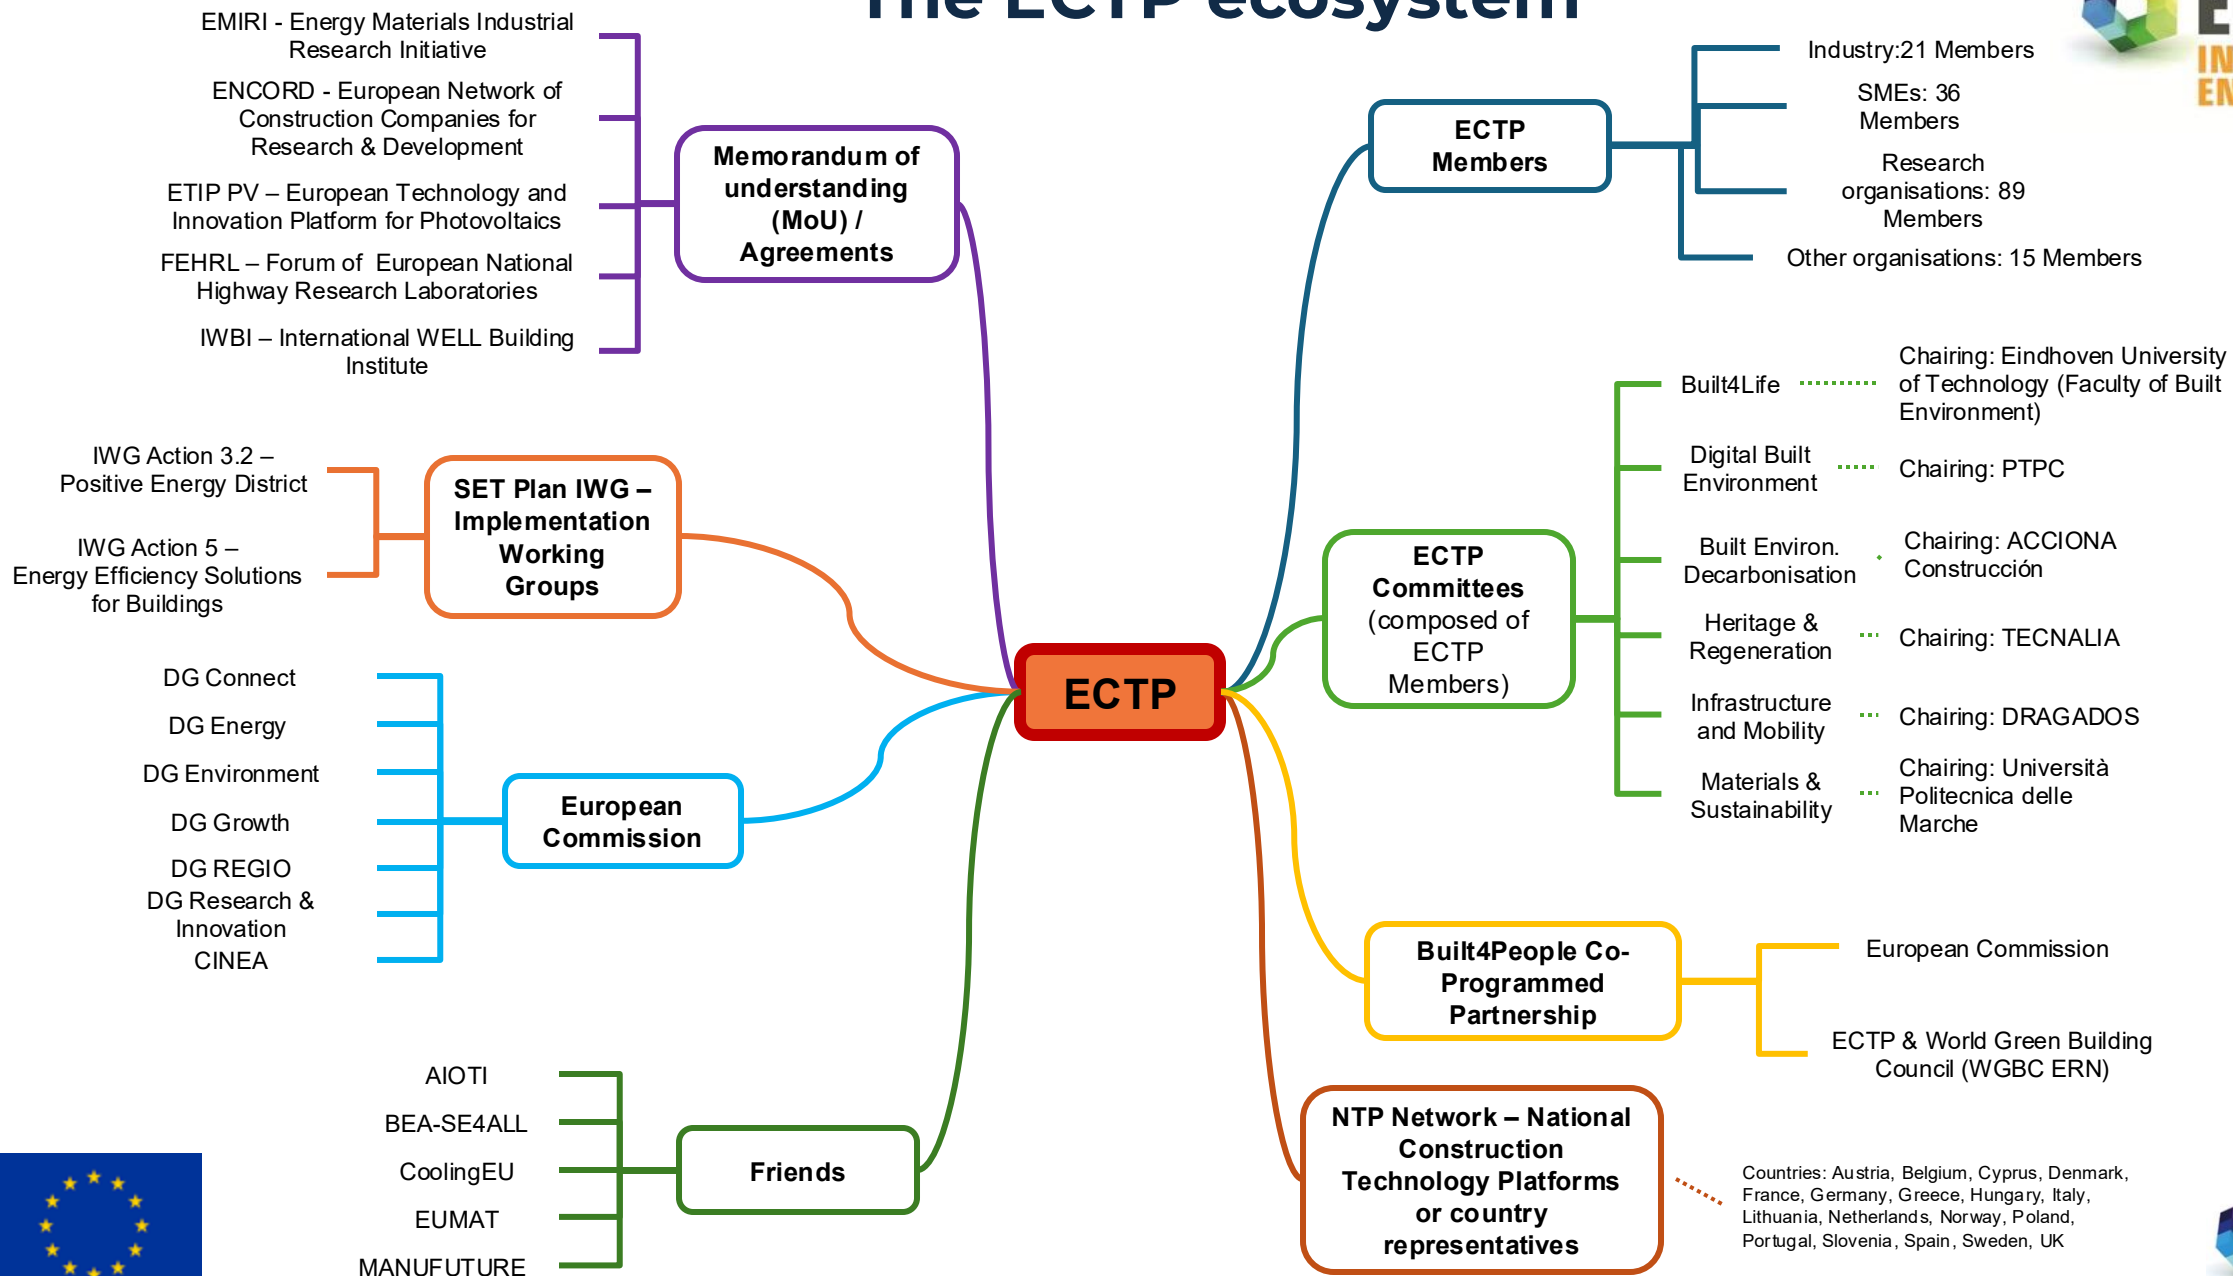 The ECTP ecosystem
EMIRI - Energy Materials Industrial
Research Initiative
ENCORD - European Network of
Construction Companies for
Research & Development
ETIP PV – European Technology and
Innovation Platform for Photovoltaics
FEHRL – Forum of European National
Highway Research Laboratories
IWBI – International WELL Building
Institute
Memorandum of
understanding
(MoU) /
Agreements
IWG Action 3.2 –
Positive Energy District
IWG Action 5 –
Energy Efficiency Solutions
for Buildings
SET Plan IWG –
Implementation
Working
Groups
DG Connect
DG Energy
DG Environment
DG Growth
DG REGIO
DG Research &
Innovation
CINEA
European
Commission
AIOTI
BEA-SE4ALL
CoolingEU
EUMAT
MANUFUTURE
Friends
ECTP
ECTP
Members
Industry:21 Members
SMEs: 36
Members
Research
organisations: 89
Members
Other organisations: 15 Members
ECTP
Committees
(composed of
ECTP
Members)
Built4Life
Chairing: Eindhoven University
of Technology (Faculty of Built
Environment)
Digital Built
Environment
Chairing: PTPC
Built Environ.
Decarbonisation
Chairing: ACCIONA
Construcción
Heritage &
Regeneration
Chairing: TECNALIA
Infrastructure
and Mobility
Chairing: DRAGADOS
Materials &
Sustainability
Chairing: Università
Politecnica delle
Marche
Built4People Co-
Programmed
Partnership
European Commission
ECTP & World Green Building
Council (WGBC ERN)
NTP Network – National
Construction
Technology Platforms
or country
representatives
Countries: Austria, Belgium, Cyprus, Denmark,
France, Germany, Greece, Hungary, Italy,
Lithuania, Netherlands, Norway, Poland,
Portugal, Slovenia, Spain, Sweden, UK